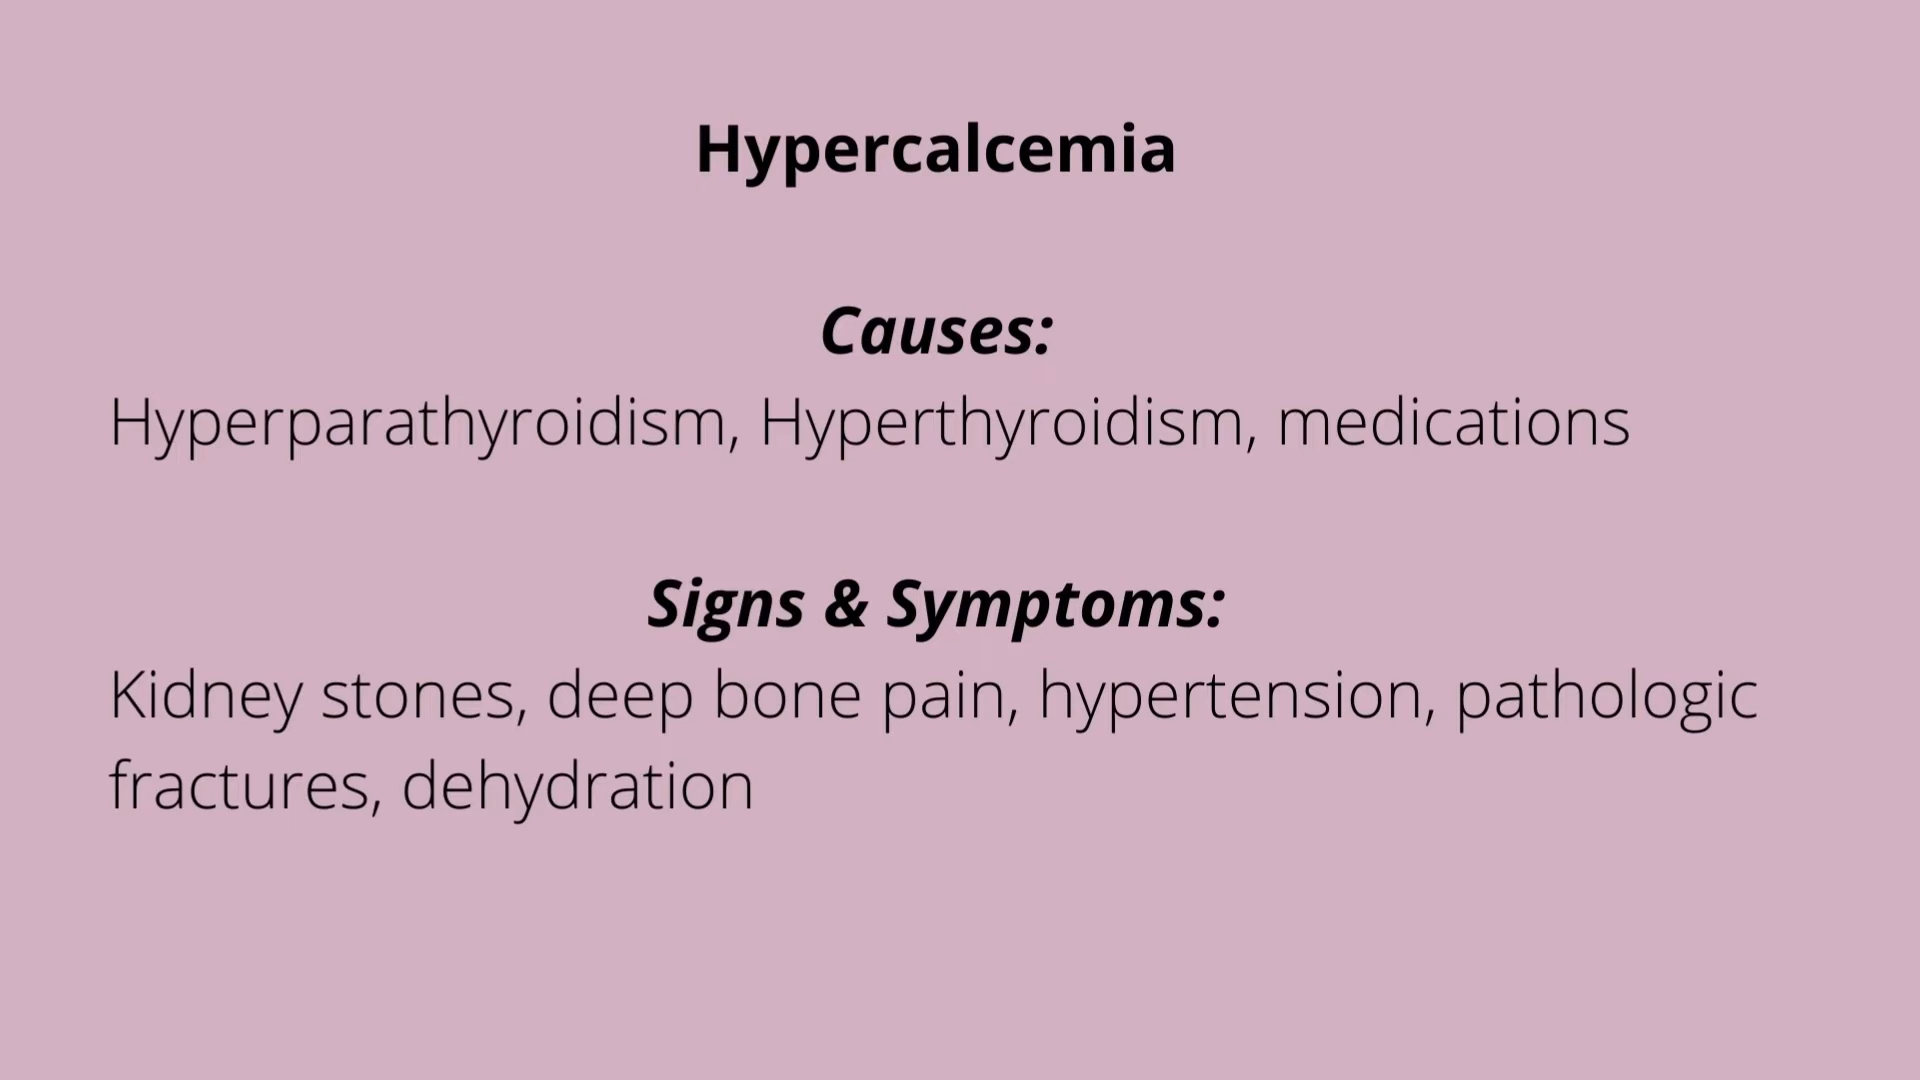 Hypercalcemia
Causes:
Hyperparathyroidism, Hyperthyroidism, medications
Signs & Symptoms:
Kidney stones, deep bone pain, hypertension, pathologic
fractures, dehydration